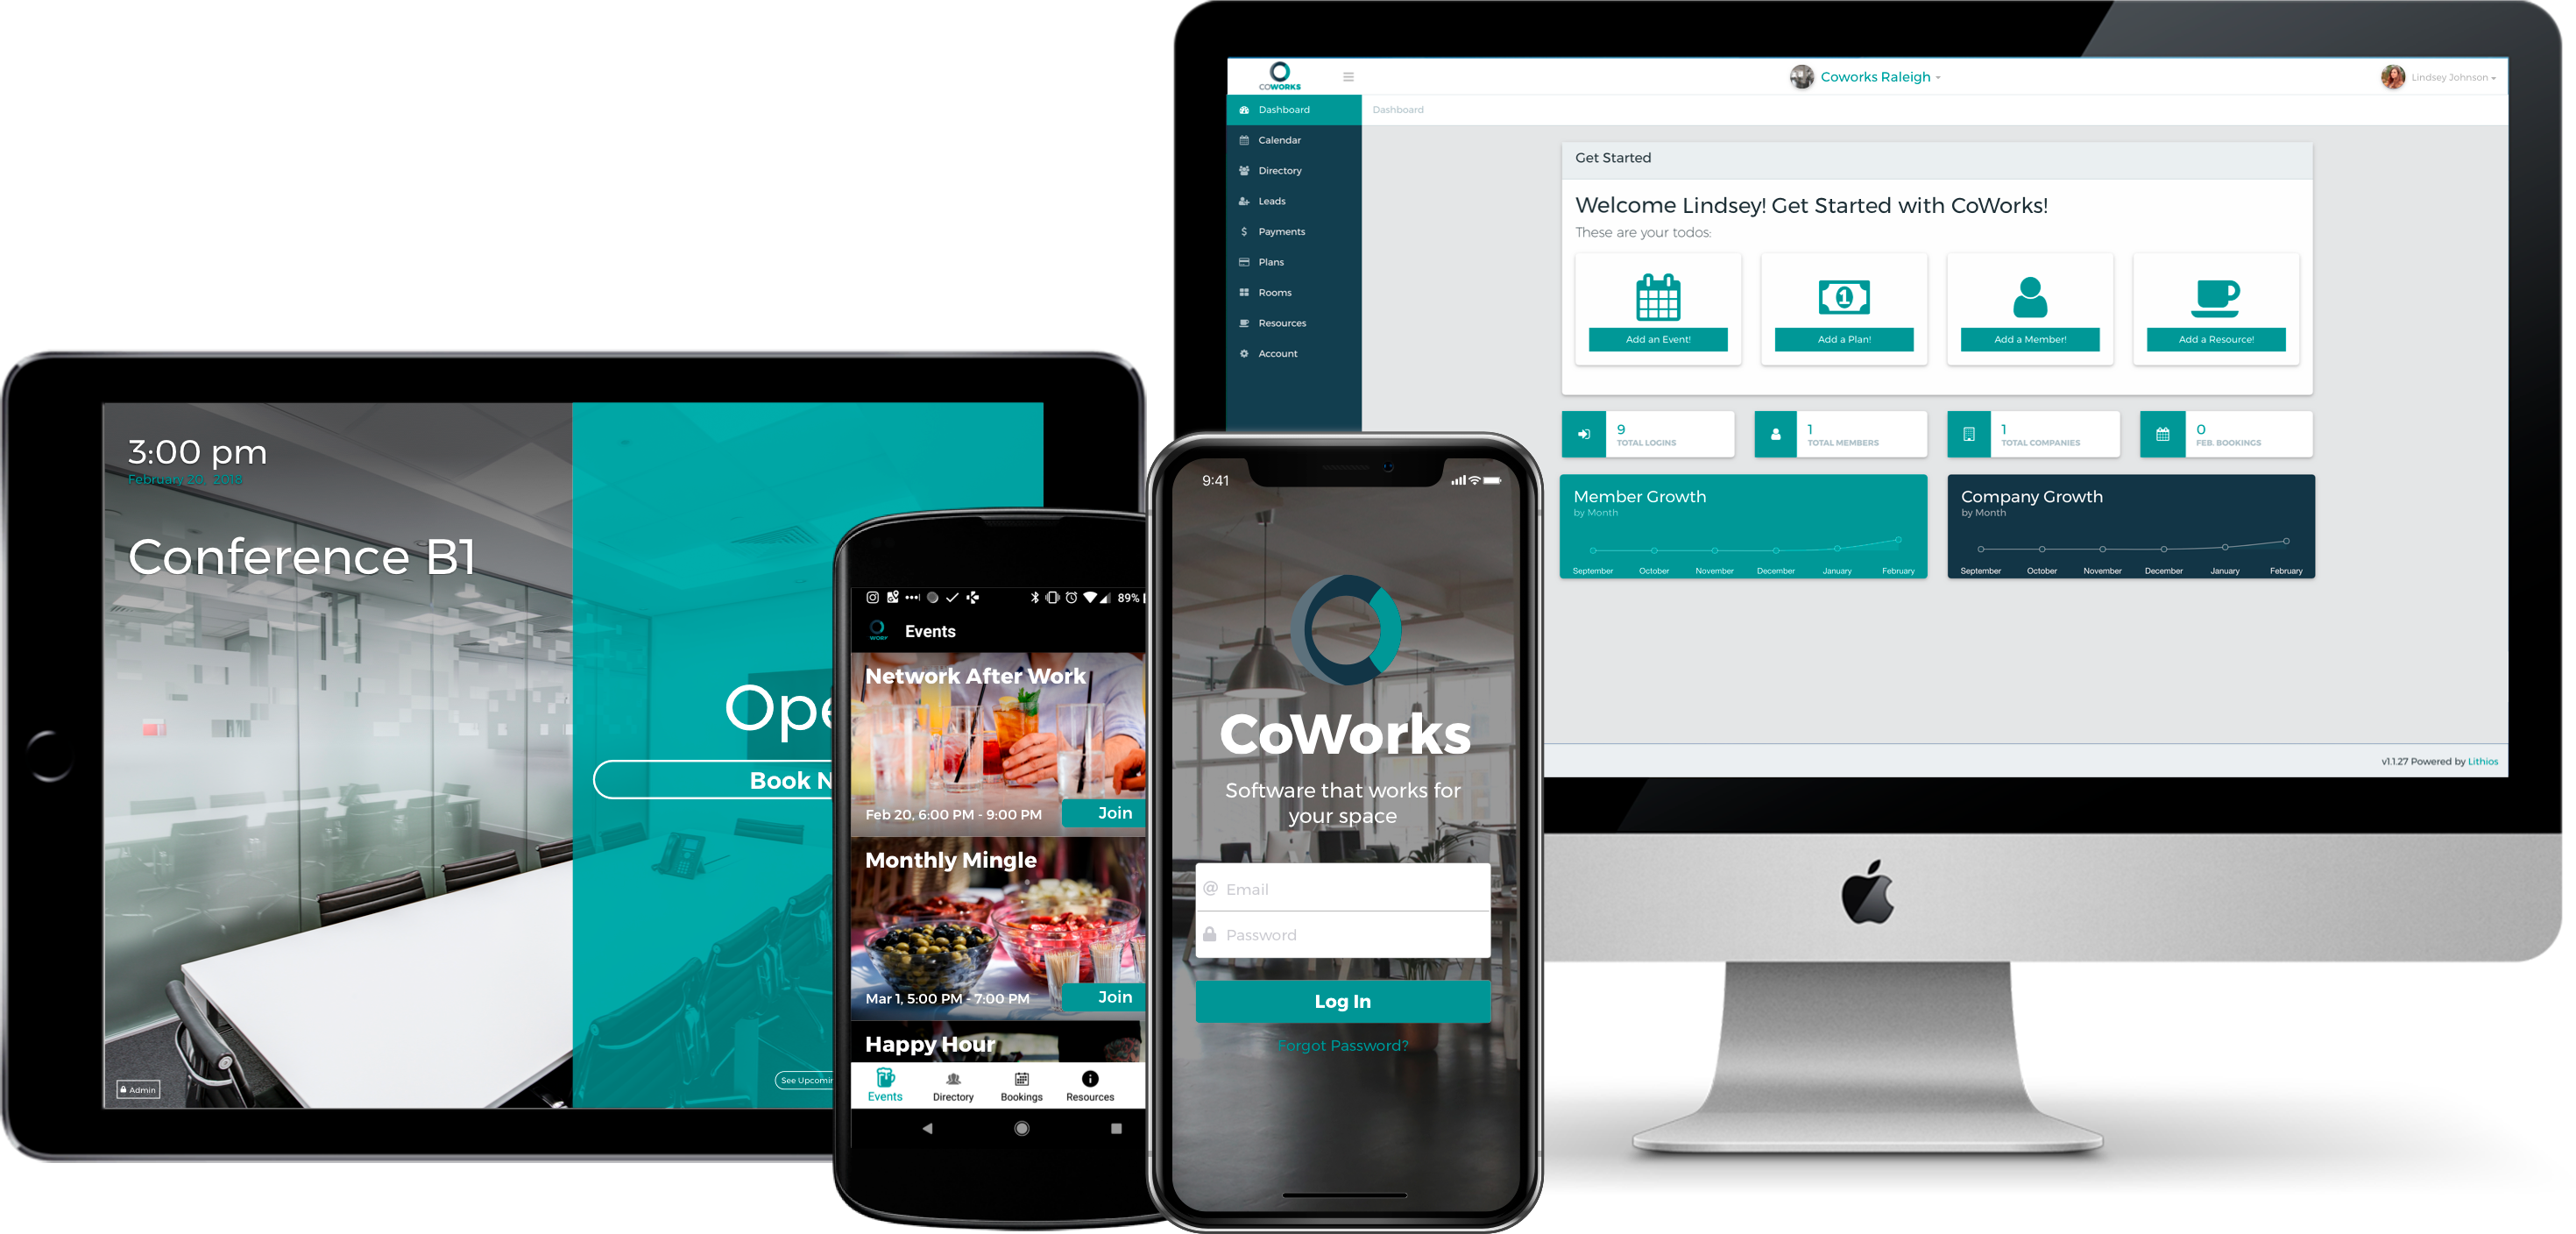 3:00 pm
February 20, 2018
Conference B1
Book
See
Admin
89%
Events
Network After Work
Feb 20, 6:00 PM - 9:00 PM
Join
Monthly Mingle
Mar 1, 5:00 PM - 7:00 PM
Join
Happy Hour
Events
Directory
Bookings
Resources
9:41
CoWorks
Software that works for
your space
@ Email
Password
Log In
Forgot Password?
COWORKS
Coworks Raleigh
Lindsey Johnson
Dashboard
Calendar
Directory
Leads
$ Payments
Plans
Rooms
Resources
Account
Dashboard
Get Started
Welcome Lindsey! Get Started with CoWorks!
These are your todos:
1
Add an Event!
Add a Plan!
Add a Member!
Add a Resource!
9
TOTAL LOGINS
1
TOTAL MEMBERS
1
TOTAL COMPANIES
0
FEB. BOOKINGS
Member Growth
by Month
September October November December January February
Company Growth
by Month
September October November December January February
v1.1.27 Powered by Lithios